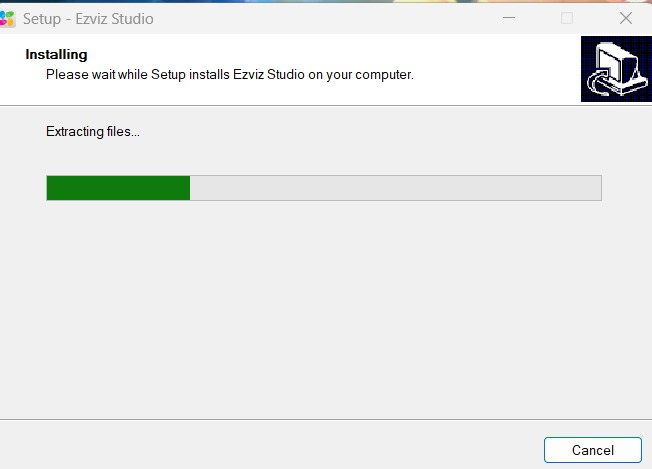 Setup - Ezviz Studio
Installing
Please wait while Setup installs Ezviz Studio on your computer.
Extracting files...
Cancel